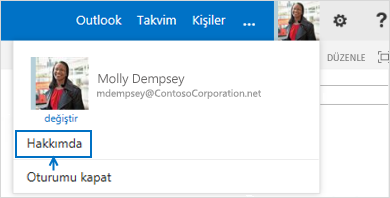 Outlook Takvim Kişiler ...
DÜZENLE
Molly Dempsey
mdempsey@ContosoCorporation.net
değiştir
Hakkımda
Oturumu kapat